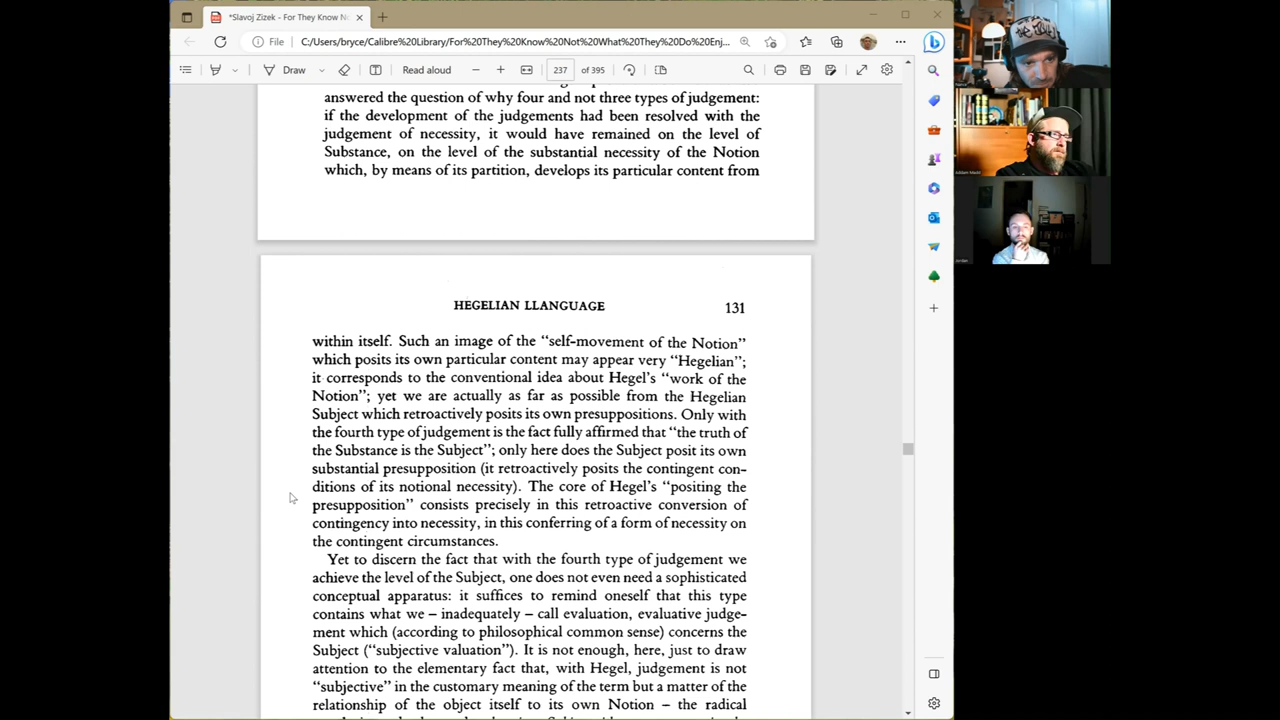 *Slavoj Zizek - For They Know No
File
C:/Users/bryce/Calibre%20Library/For%20They%20Know%20Not%20What%20They%20Do%20Enj...
Draw
Read aloud
237
of 395
answered the question of why four and not three types of judgement:
if the development of the judgements had been resolved with the
judgement of necessity, it would have remained on the level of
Substance, on the level of the substantial necessity of the Notion
which, by means of its partition, develops its particular content from
HEGELIAN LLANGUAGE
131
within itself. Such an image of the “self-movement of the Notion”
which posits its own particular content may appear very “Hegelian”;
it corresponds to the conventional idea about Hegel's “work of the
Notion”; yet we are actually as far as possible from the Hegelian
Subject which retroactively posits its own presuppositions. Only with
the fourth type of judgement is the fact fully affirmed that “the truth of
the Substance is the Subject”; only here does the Subject posit its own
substantial presupposition (it retroactively posits the contingent con-
ditions of its notional necessity). The core of Hegel's “positing the
presupposition” consists precisely in this retroactive conversion of
contingency into necessity, in this conferring of a form of necessity on
the contingent circumstances.
Yet to discern the fact that with the fourth type of judgement we
achieve the level of the Subject, one does not even need a sophisticated
conceptual apparatus: it suffices to remind oneself that this type
contains what we – inadequately – call evaluation, evaluative judge-
ment which (according to philosophical common sense) concerns the
Subject (“subjective valuation”). It is not enough, here, just to draw
attention to the elementary fact that, with Hegel, judgement is not
“subjective” in the customary meaning of the term but a matter of the
relationship of the object itself to its own Notion – the radical
Jordan